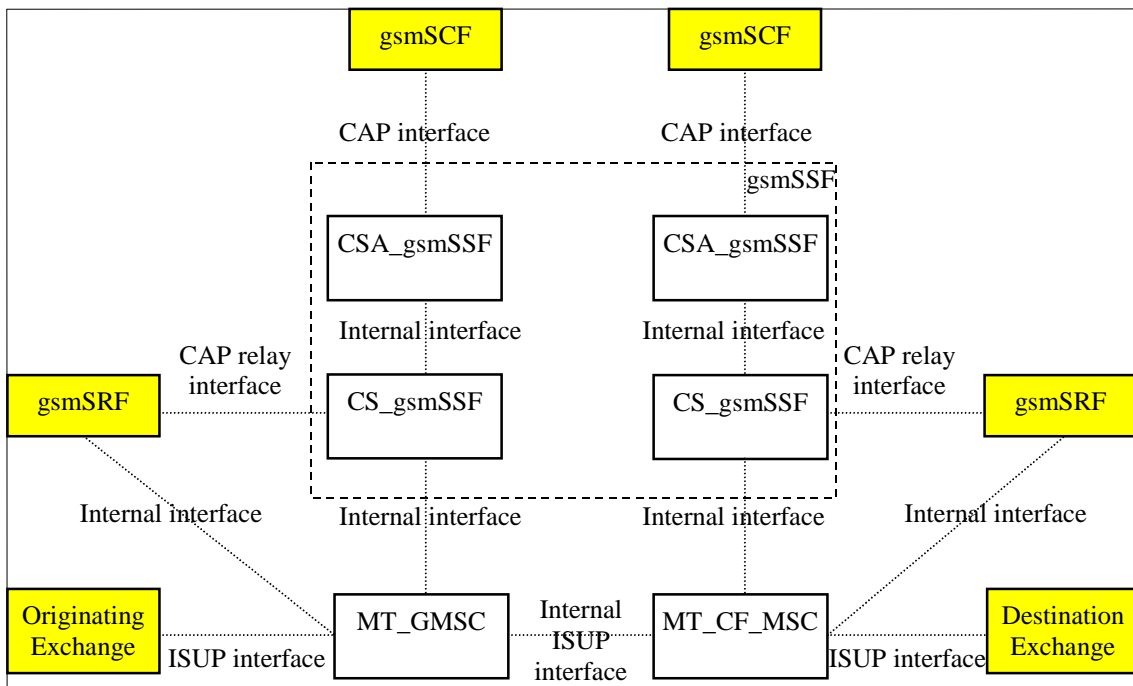 gsmSCF
gsmSCF
CAP interface
CAP interface
gsmSSF
CSA_gsmSSF
CSA_gsmSSF
Internal interface
Internal interface
CAP relay
interface
CAP relay
interface
gsmSRF
CS_gsmSSF
CS_gsmSSF
gsmSRF
Internal interface
Internal interface
Internal interface
Internal interface
Originating
Exchange
ISUP interface
MT_GMSC
Internal
ISUP
interface
MT_CF_MSC
ISUP interface
Destination
Exchange